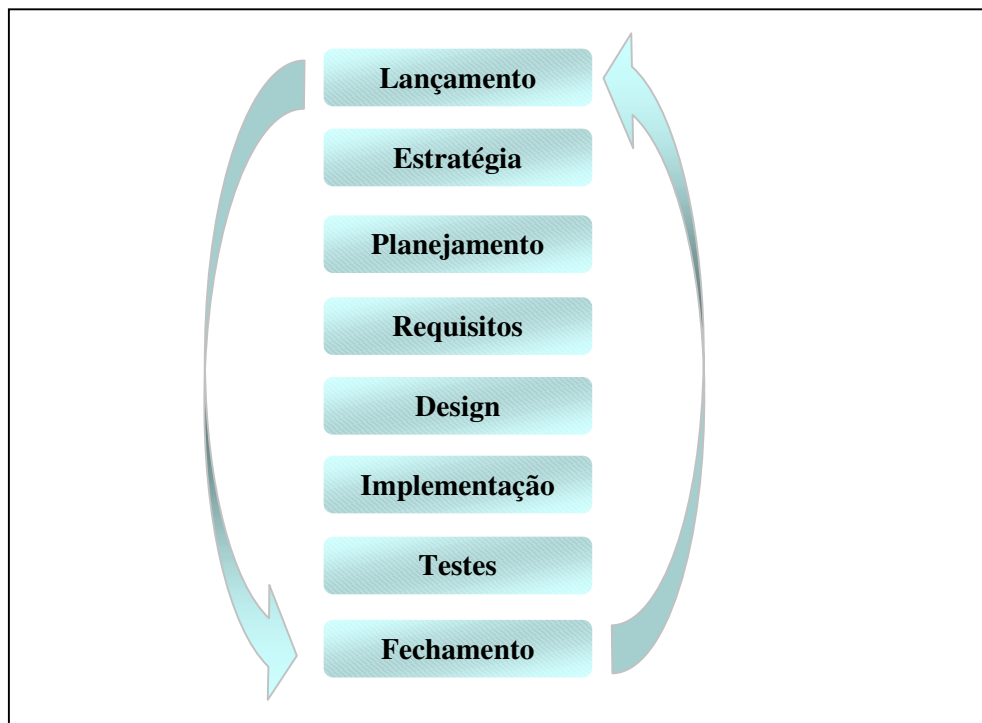 Lançamento
Estratégia
Planejamento
Requisitos
Design
Implementação
Testes
Fechamento